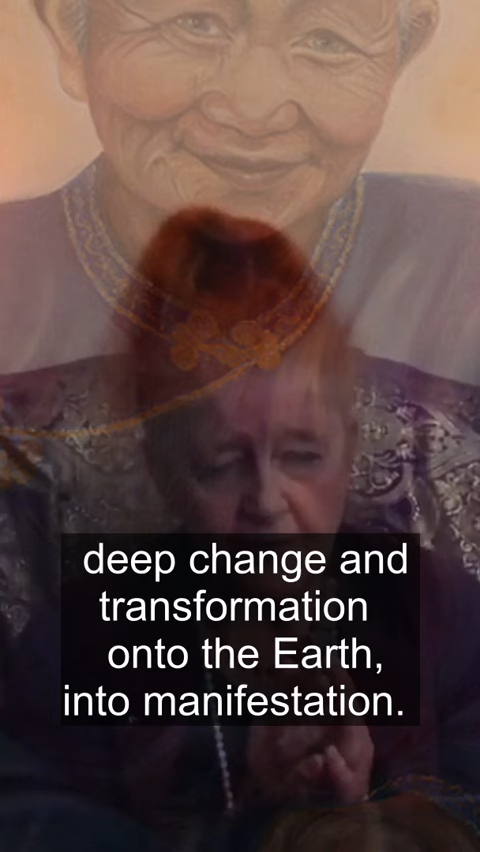 deep change and
transformation
onto the Earth,
into manifestation.